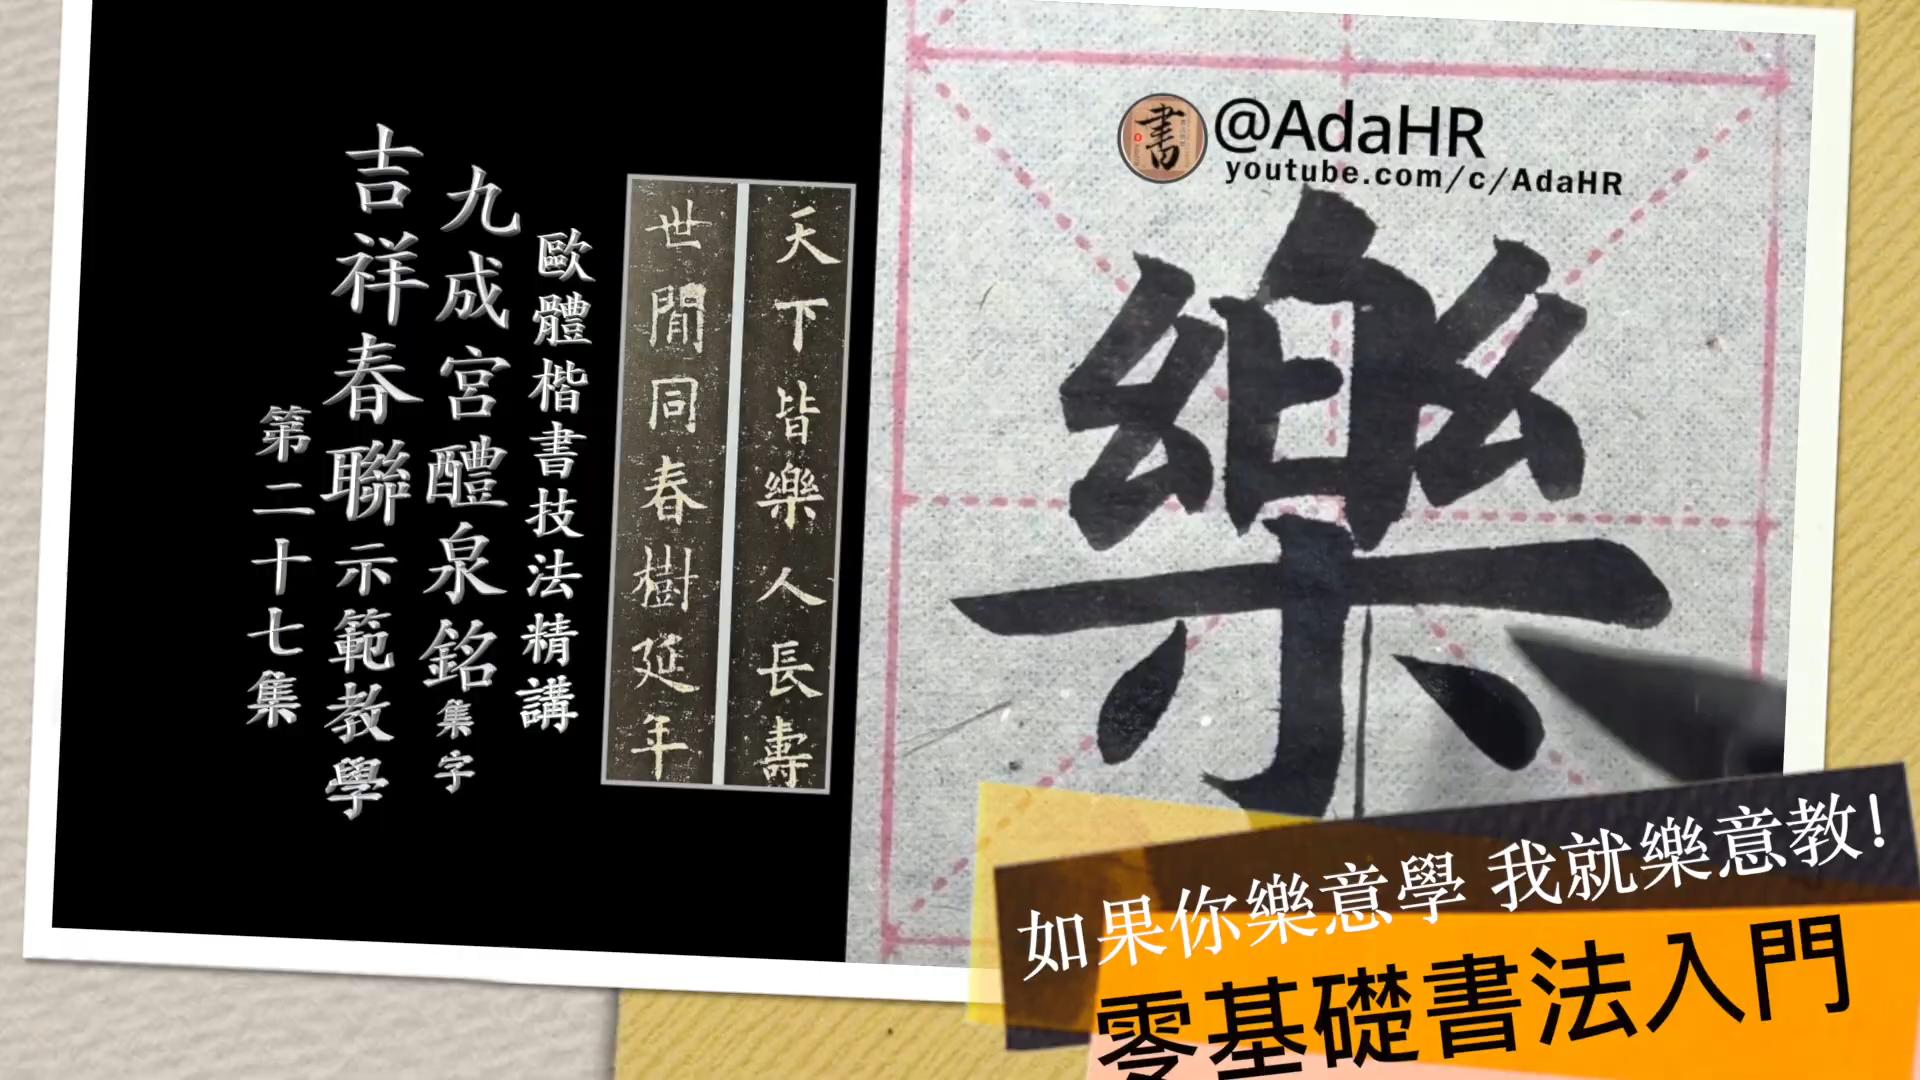 @AdaHR
youtube.com/c/AdaHR
書
樂
天下皆樂人長壽
世間同春樹延年
歐體楷書技法精講
九成宮醴泉銘集字
吉祥春聯示範教學
第二十七集
如果你樂意學 我就樂意教!
零基礎書法入門